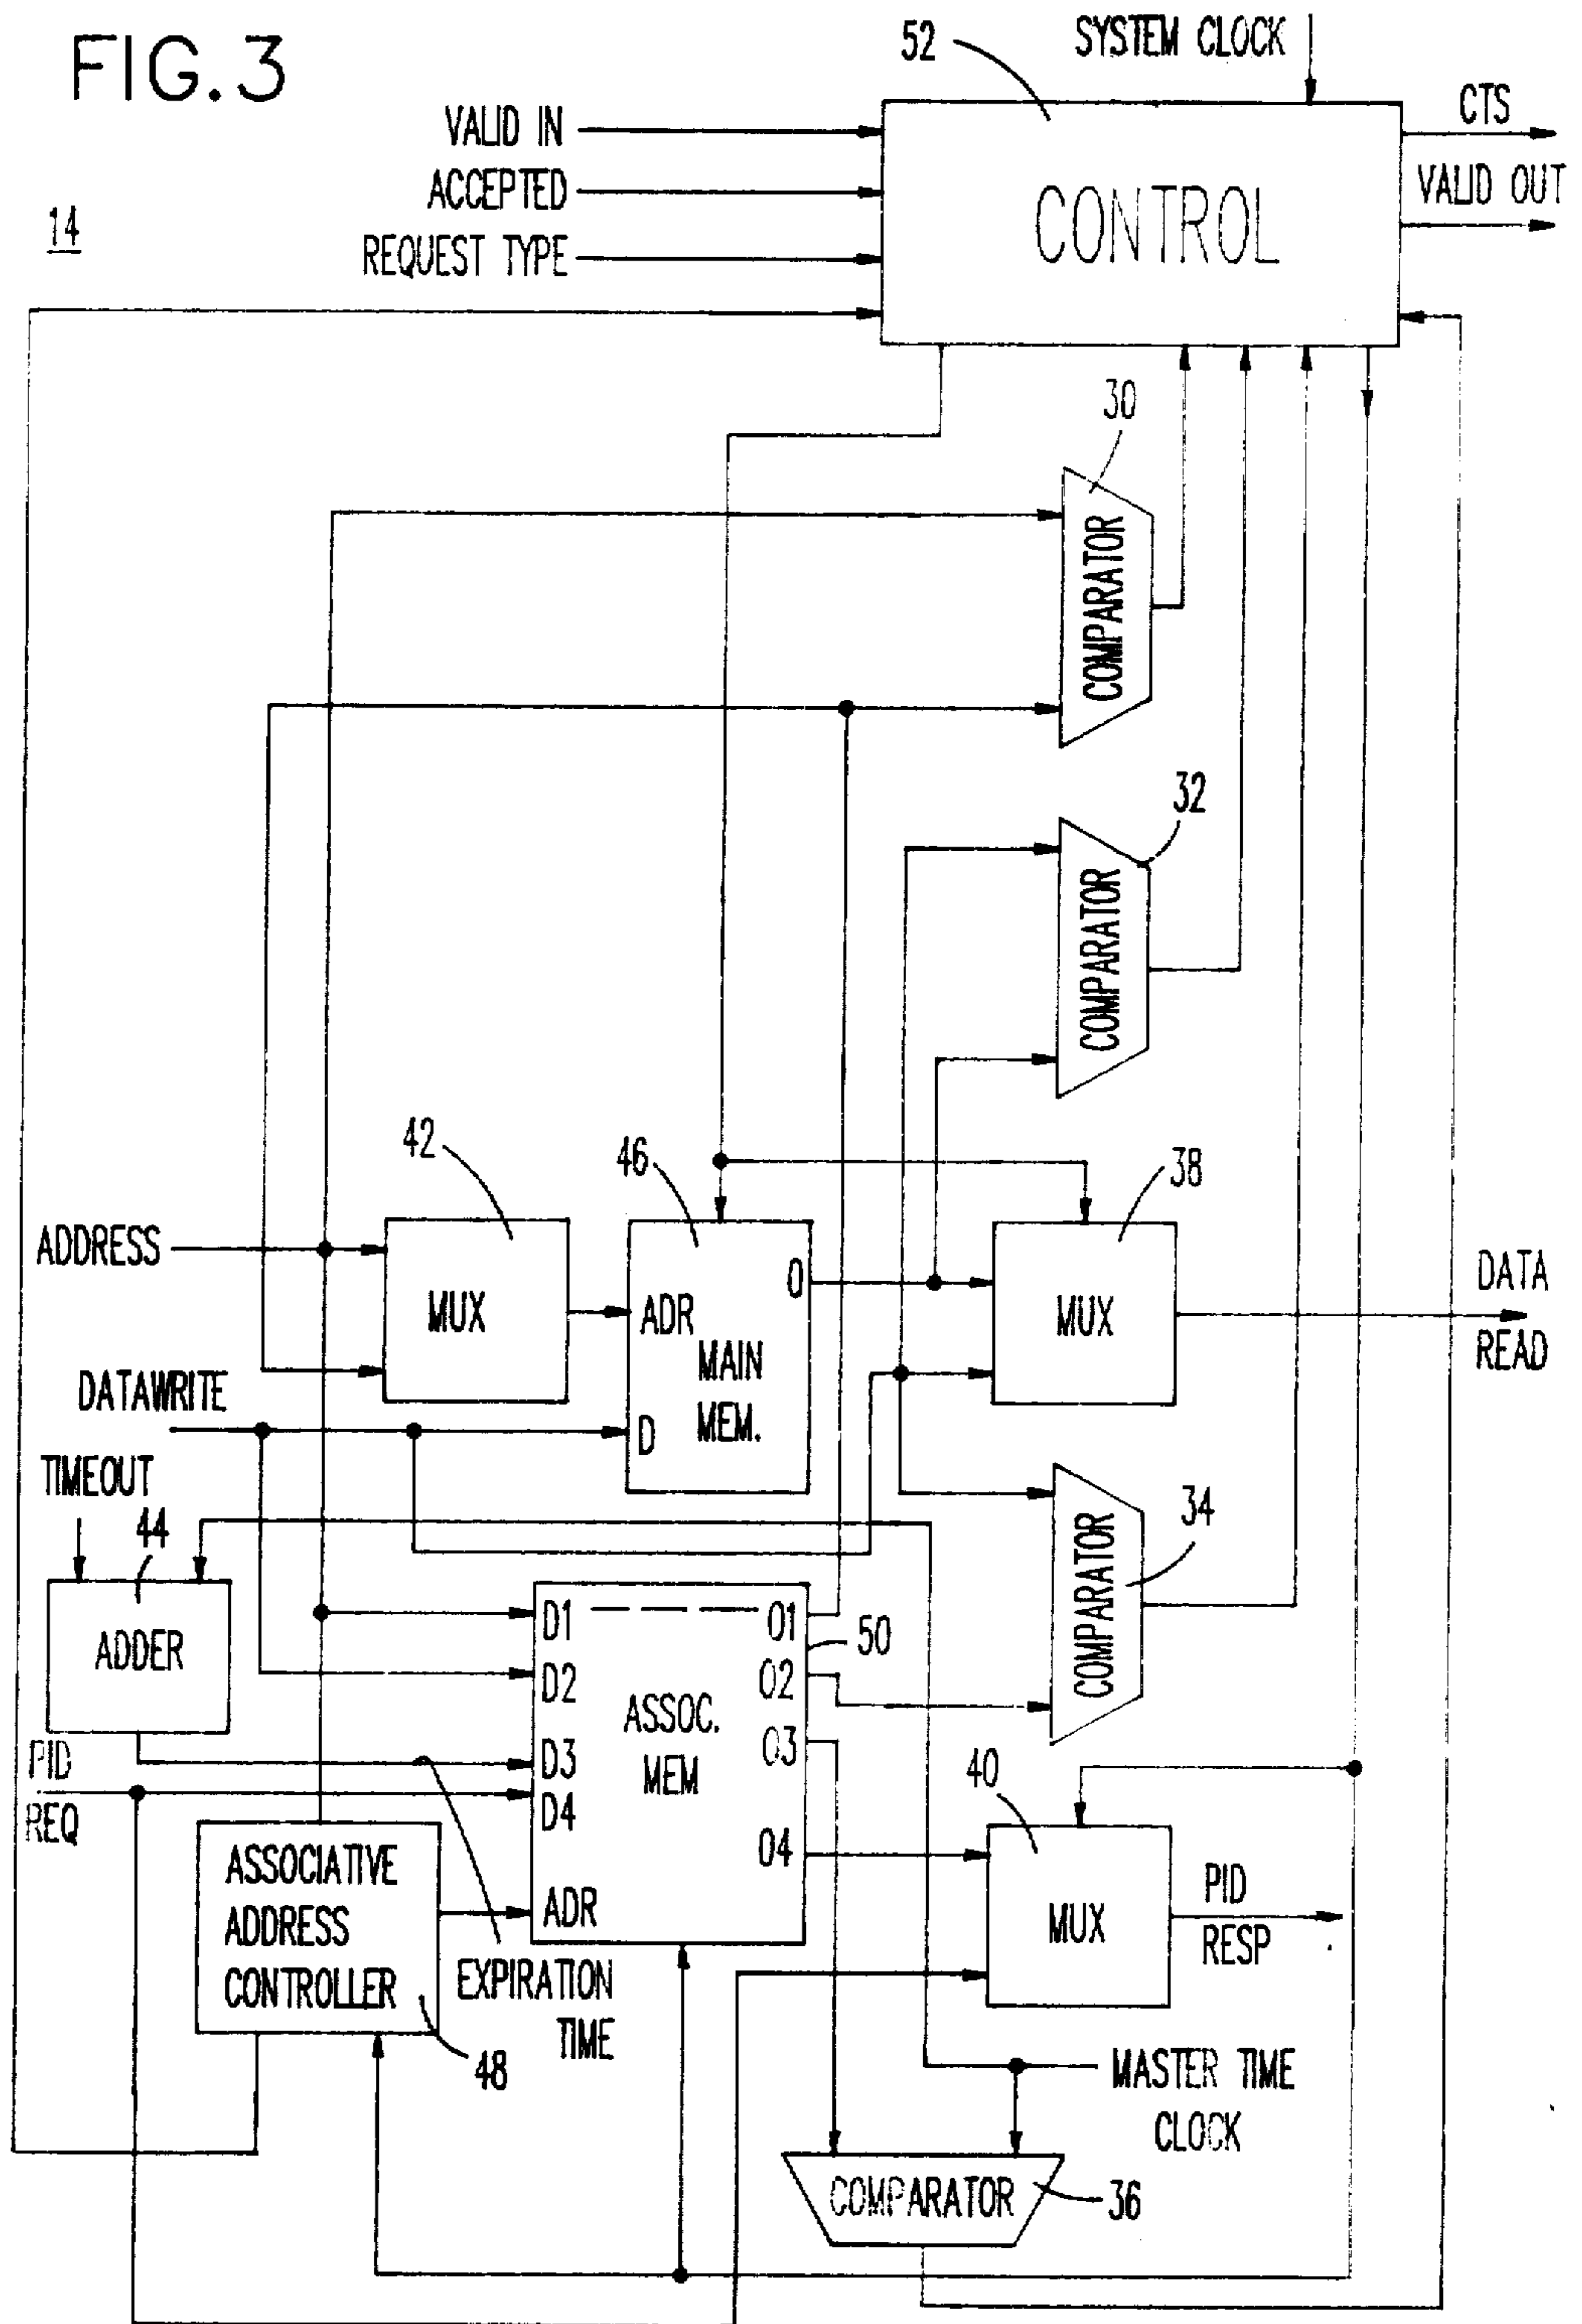 FIG. 3
14
52
SYSTEM CLOCK
VALID IN
ACCEPTED
REQUEST TYPE
CONTROL
CTS
VALID OUT
30
COMPARATOR
32
COMPARATOR
42
46
38
ADDRESS
MUX
ADR
O
MAIN
MEM.
D
MUX
DATA
READ
DATAWRITE
TIMEOUT
44
ADDER
34
COMPARATOR
D1
O1
50
D2
O2
ASSOC.
MEM
D3
O3
D4
O4
ADR
PID
REQ
40
ASSOCIATIVE
ADDRESS
CONTROLLER
48
EXPIRATION
TIME
MUX
PID
RESP
MASTER TIME
CLOCK
COMPARATOR
36